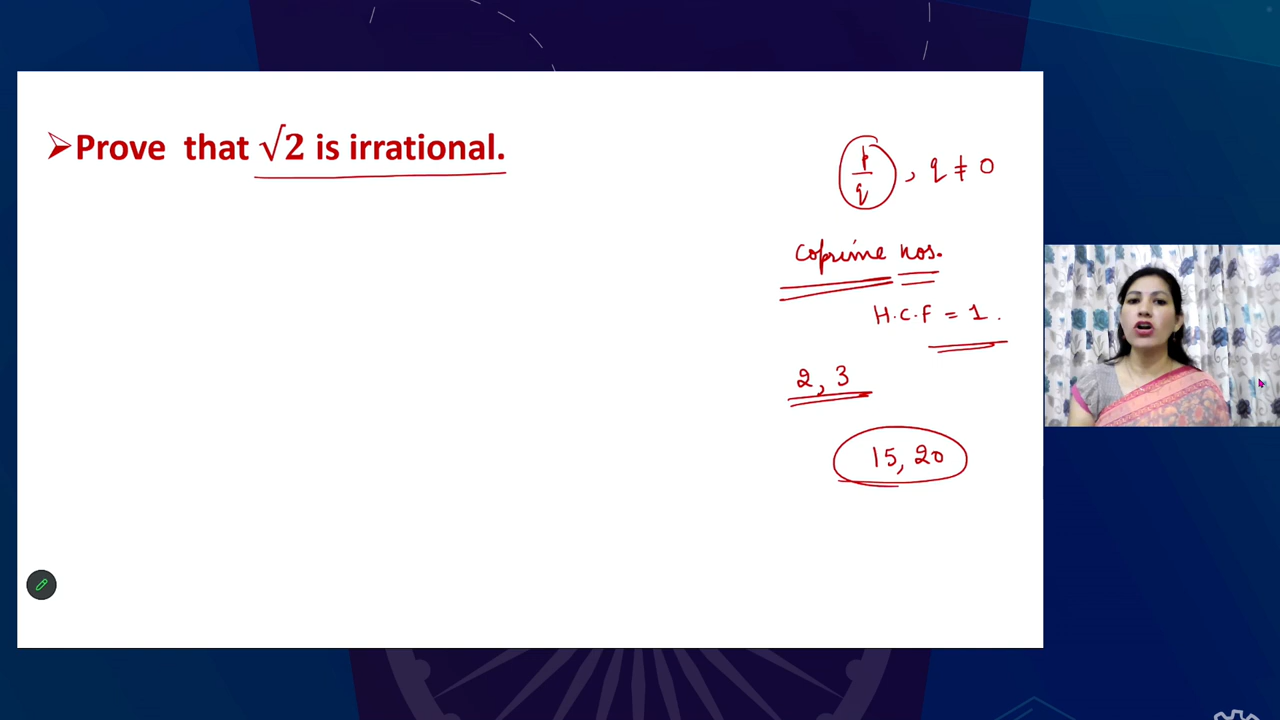 ➢Prove that √2 is irrational.
p/q, q ≠ 0
coprime nos.
H.C.F = 1.
2, 3
15, 20